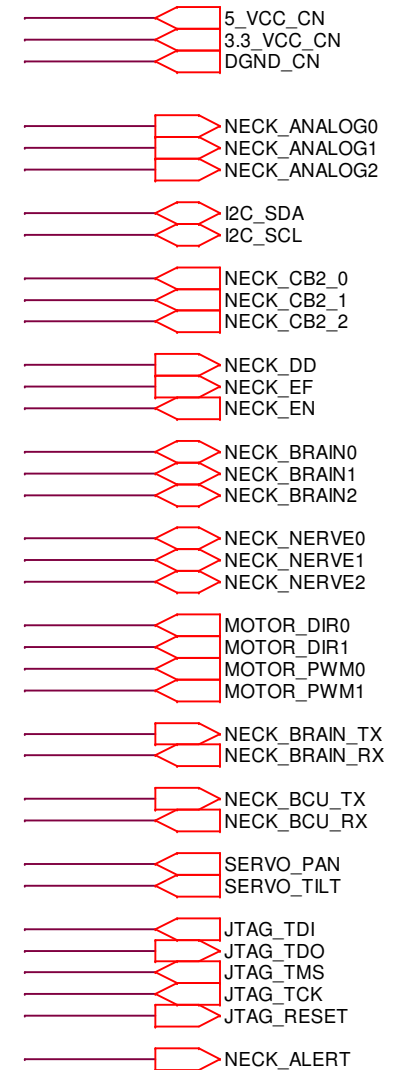 5_VCC_CN
3.3_VCC_CN
DGND_CN
NECK_ANALOG0
NECK_ANALOG1
NECK_ANALOG2
I2C_SDA
I2C_SCL
NECK_CB2_0
NECK_CB2_1
NECK_CB2_2
NECK_DD
NECK_EF
NECK_EN
NECK_BRAIN0
NECK_BRAIN1
NECK_BRAIN2
NECK_NERVE0
NECK_NERVE1
NECK_NERVE2
MOTOR_DIR0
MOTOR_DIR1
MOTOR_PWM0
MOTOR_PWM1
NECK_BRAIN_TX
NECK_BRAIN_RX
NECK_BCU_TX
NECK_BCU_RX
SERVO_PAN
SERVO_TILT
JTAG_TDI
JTAG_TDO
JTAG_TMS
JTAG_TCK
JTAG_RESET
NECK_ALERT